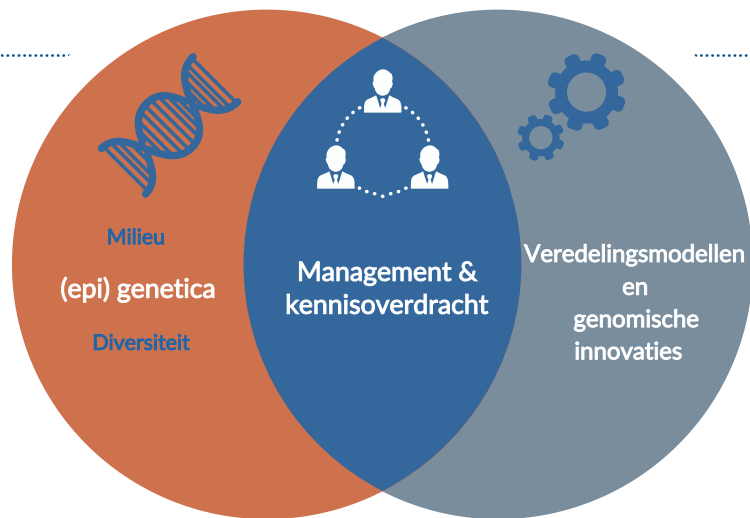 Milieu
(epi) genetica
Diversiteit
Management &
kennisoverdracht
Veredelingsmodellen
en
genomische
innovaties